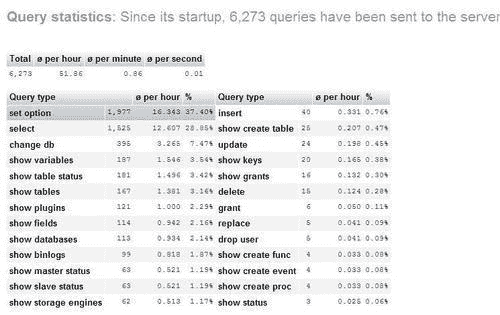 Query statistics: Since its startup, 6,273 queries have been sent to the server
Total ø per hour ø per minute ø per second
6,273 51.86 0.86 0.01
Query type ø per hour % Query type ø per hour %
set option 1,977 16.343 37.40% insert 40 0.331 0.76%
select 1,525 12.607 28.85% show create table 25 0.207 0.47%
change db 395 3.265 7.47% update 24 0.198 0.45%
show variables 187 1.546 3.54% show keys 20 0.165 0.38%
show table status 181 1.496 3.42% show grants 16 0.132 0.30%
show tables 167 1.381 3.16% delete 15 0.124 0.28%
show plugins 121 1.000 2.29% grant 6 0.050 0.11%
show fields 114 0.942 2.16% replace 5 0.041 0.09%
show databases 113 0.934 2.14% drop user 5 0.041 0.09%
show binlogs 99 0.818 1.87% show create func 4 0.033 0.08%
show master status 63 0.521 1.19% show create event 4 0.033 0.08%
show slave status 63 0.521 1.19% show create proc 4 0.033 0.08%
show storage engines 62 0.513 1.17% show status 3 0.025 0.06%